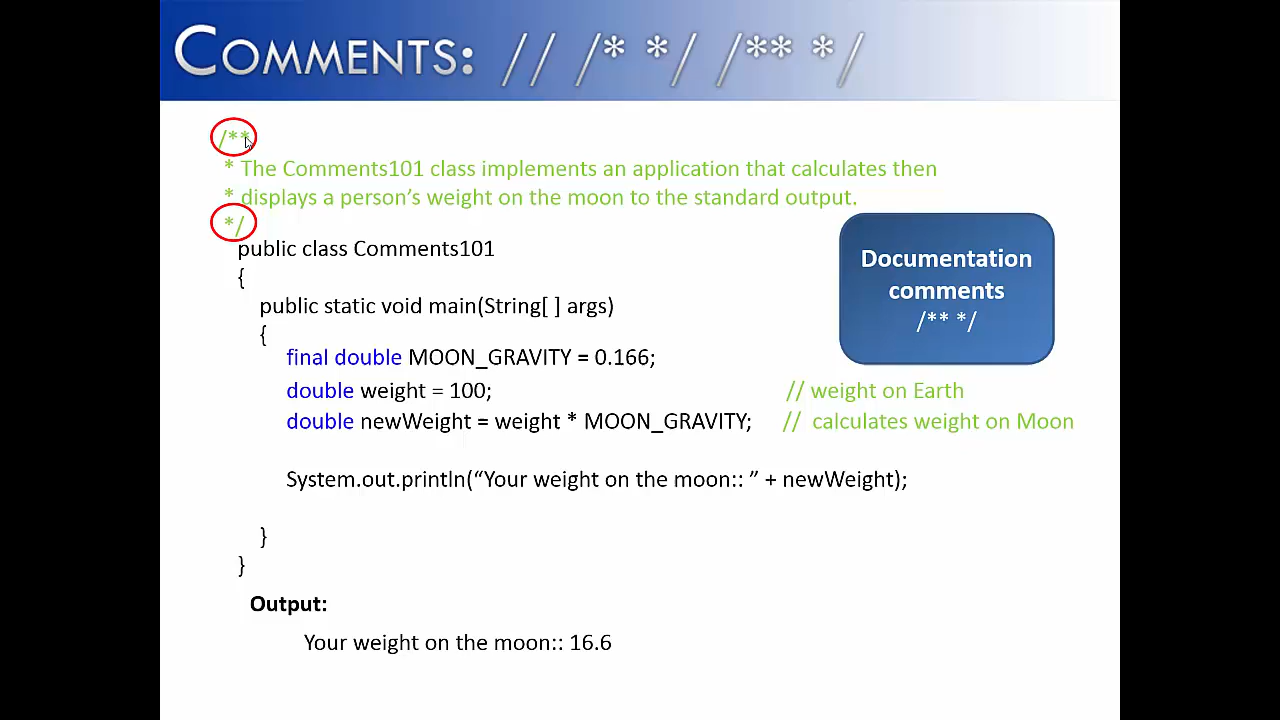 COMMENTS: // /* */ /** */
/**
* The Comments101 class implements an application that calculates then
* displays a person’s weight on the moon to the standard output.
*/
public class Comments101
{
public static void main(String[ ] args)
{
final double MOON_GRAVITY = 0.166;
double weight = 100; // weight on Earth
double newWeight = weight * MOON_GRAVITY; // calculates weight on Moon
System.out.println(“Your weight on the moon:: ” + newWeight);
}
}
Documentation
comments
/** */
Output:
Your weight on the moon:: 16.6